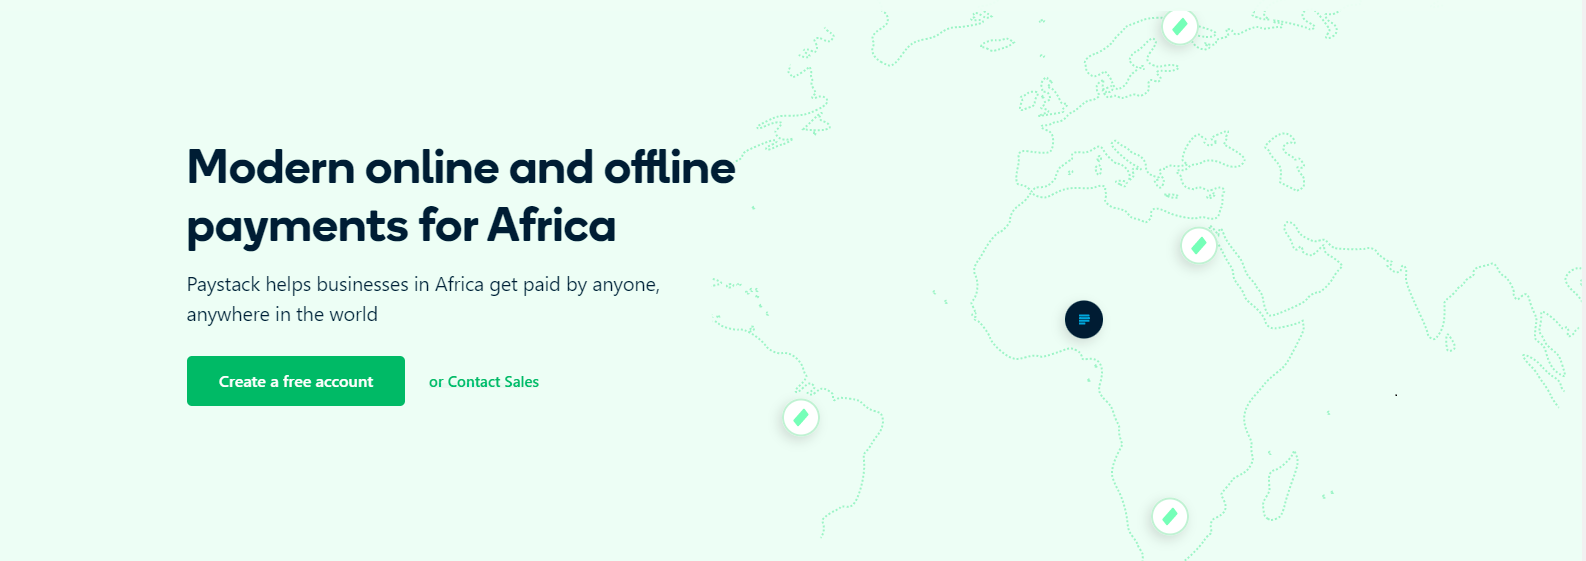 Modern online and offline
payments for Africa
Paystack helps businesses in Africa get paid by anyone,
anywhere in the world
Create a free account
or Contact Sales